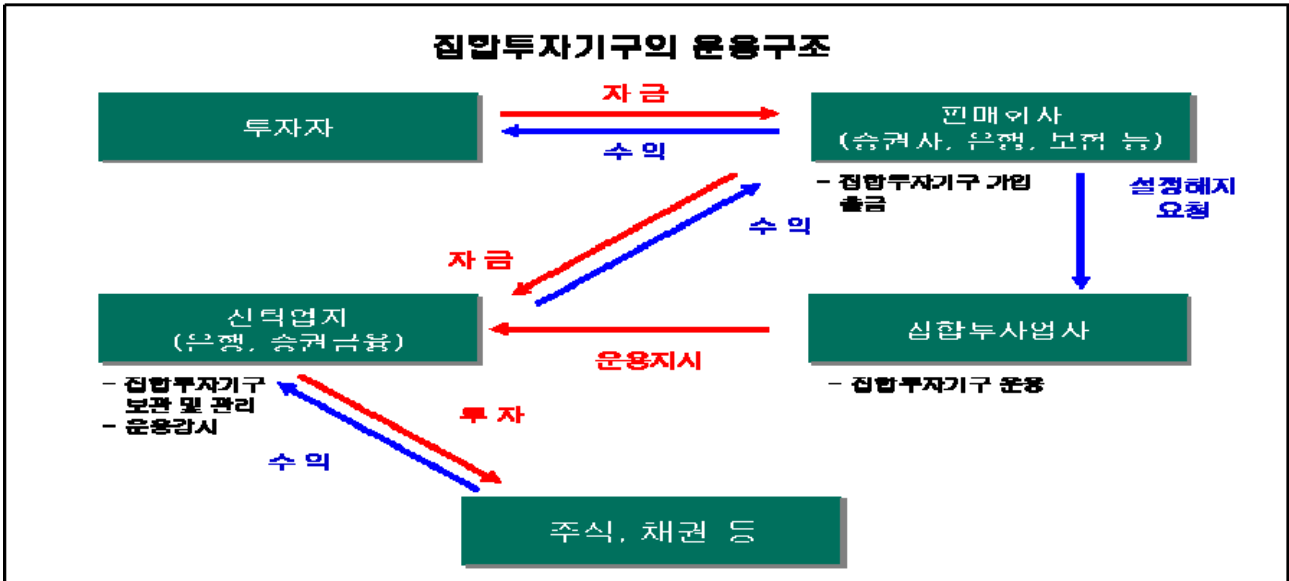 집합투자기구의 운용구조
자 금
투자자
판매회사
(증권사, 은행, 보험 등)
수 익
- 집합투자기구 가입
출금
설정해지
요청
수 익
자 금
신탁업자
(은행, 증권금융)
집합투자업자
운용지시
- 집합투자기구
보관 및 관리
- 운용감시
- 집합투자기구 운용
투 자
수 익
주식, 채권 등